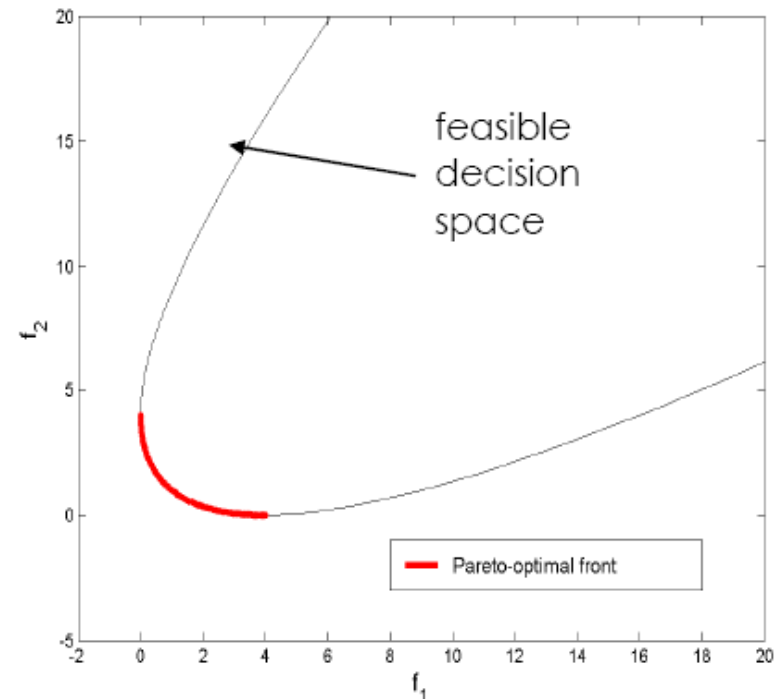 20
15
10
5
0
-5
f2
feasible
decision
space
Pareto-optimal front
-2 0 2 4 6 8 10 12 14 16 18 20
f1